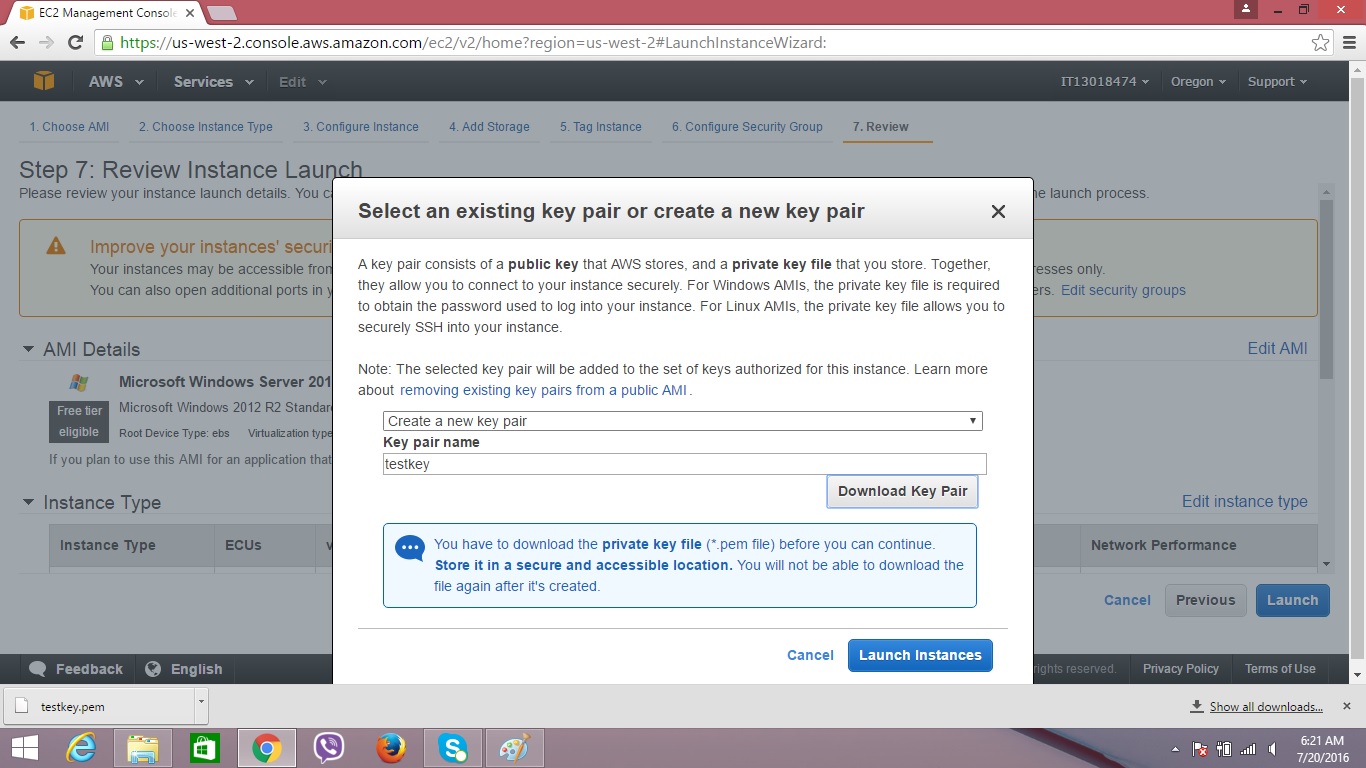 EC2 Management Console
https://us-west-2.console.aws.amazon.com/ec2/v2/home?region=us-west-2#LaunchInstanceWizard:
AWS Services Edit IT13018474 Oregon Support
1. Choose AMI 2. Choose Instance Type 3. Configure Instance 4. Add Storage 5. Tag Instance 6. Configure Security Group 7. Review
Step 7: Review Instance Launch
Please review your instance launch details. You c he launch process.
Select an existing key pair or create a new key pair
Improve your instances' securi
Your instances may be accessible from resses only.
You can also open additional ports in y ers. Edit security groups
A key pair consists of a public key that AWS stores, and a private key file that you store. Together,
they allow you to connect to your instance securely. For Windows AMIs, the private key file is required
to obtain the password used to log into your instance. For Linux AMIs, the private key file allows you to
securely SSH into your instance.
AMI Details Edit AMI
Note: The selected key pair will be added to the set of keys authorized for this instance. Learn more
about removing existing key pairs from a public AMI .
Microsoft Windows Server 201
Free tier
eligible
Microsoft Windows 2012 R2 Standar
Root Device Type: ebs Virtualization type
If you plan to use this AMI for an application that
Create a new key pair
Key pair name
testkey
Download Key Pair
Instance Type Edit instance type
Instance Type ECUs v Network Performance
You have to download the private key file (*.pem file) before you can continue.
Store it in a secure and accessible location. You will not be able to download the
file again after it's created.
Cancel Previous Launch
Cancel Launch Instances
Feedback English rights reserved. Privacy Policy Terms of Use
testkey.pem Show all downloads...
6:21 AM
7/20/2016